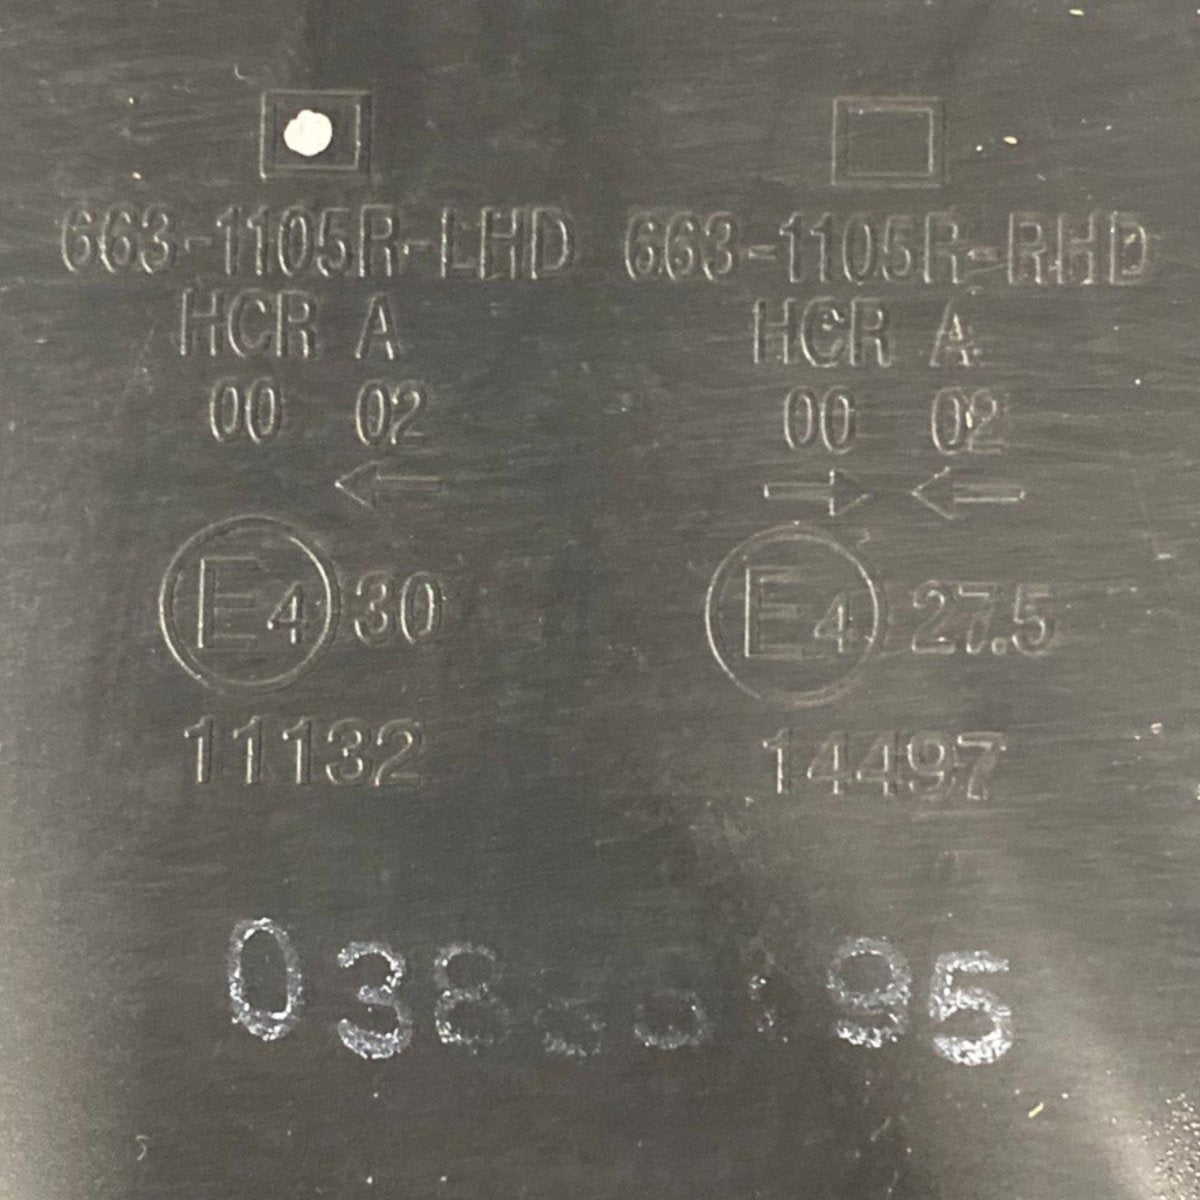 663-1105R-LHD 663-1105R-RHD
HCR A HCR A
00 02 00 02
← → ←
E4 30 E4 27.5
11132 14497